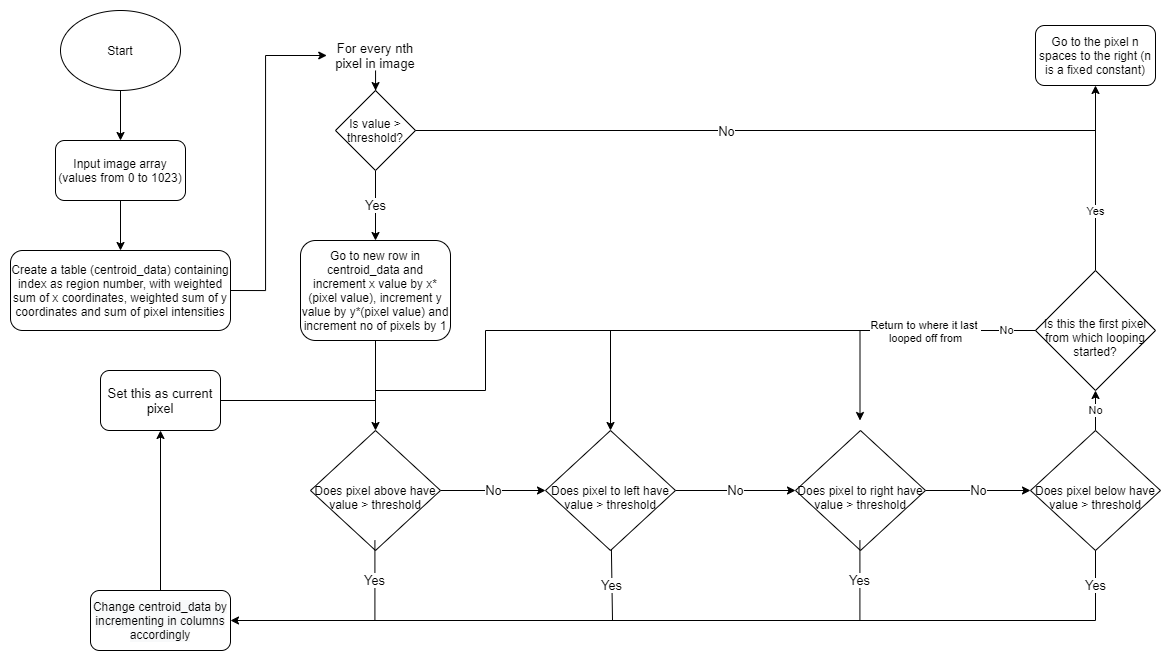 Start
Input image array
(values from 0 to 1023)
Create a table (centroid_data) containing
index as region number, with weighted
sum of x coordinates, weighted sum of y
coordinates and sum of pixel intensities
For every nth
pixel in image
Is value >
threshold?
No
Yes
Go to the pixel n
spaces to the right (n
is a fixed constant)
Yes
Go to new row in
centroid_data and
increment x value by x*
(pixel value), increment y
value by y*(pixel value) and
increment no of pixels by 1
Is this the first pixel
from which looping
started?
No
Return to where it last
looped off from
No
Set this as current
pixel
Does pixel above have
value > threshold
No
Does pixel to left have
value > threshold
No
Does pixel to right have
value > threshold
No
Does pixel below have
value > threshold
Yes
Yes
Yes
Yes
Change centroid_data by
incrementing in columns
accordingly